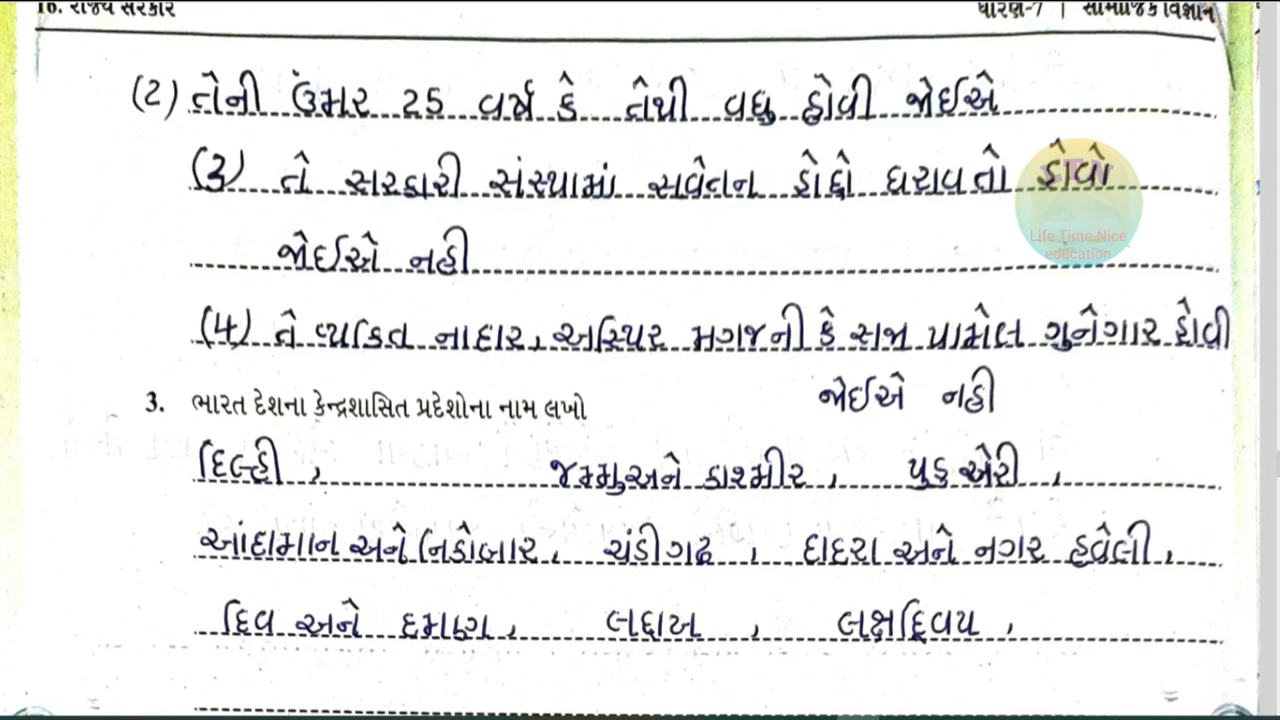 16. રાજ્ય સરકાર ધોરણ-7 | સામાજિક વિજ્ઞાન
(2) તેની ઉંમર 25 વર્ષ કે તેથી વધુ હોવી જોઈએ
(3) તે સરકારી સંસ્થામાં સવેતન હોદ્દો ધરાવતો હોવો
જોઈએ નહી
Life Time Nice
education
(4) તે વ્યકિત નાદાર, અસ્થિર મગજની કે સજા પામેલ ગુનેગાર હોવી
જોઈએ નહી
3. ભારત દેશના કેન્દ્રશાસિત પ્રદેશોના નામ લખો
દિલ્હી, જમ્મુ અને કાશ્મીર, પુડુચેરી,
આંદામાન અને નિકોબાર, ચંડીગઢ, દાદરા અને નગર હવેલી,
દિવ અને દમણ, લદ્દાખ, લક્ષદ્વિવપ,